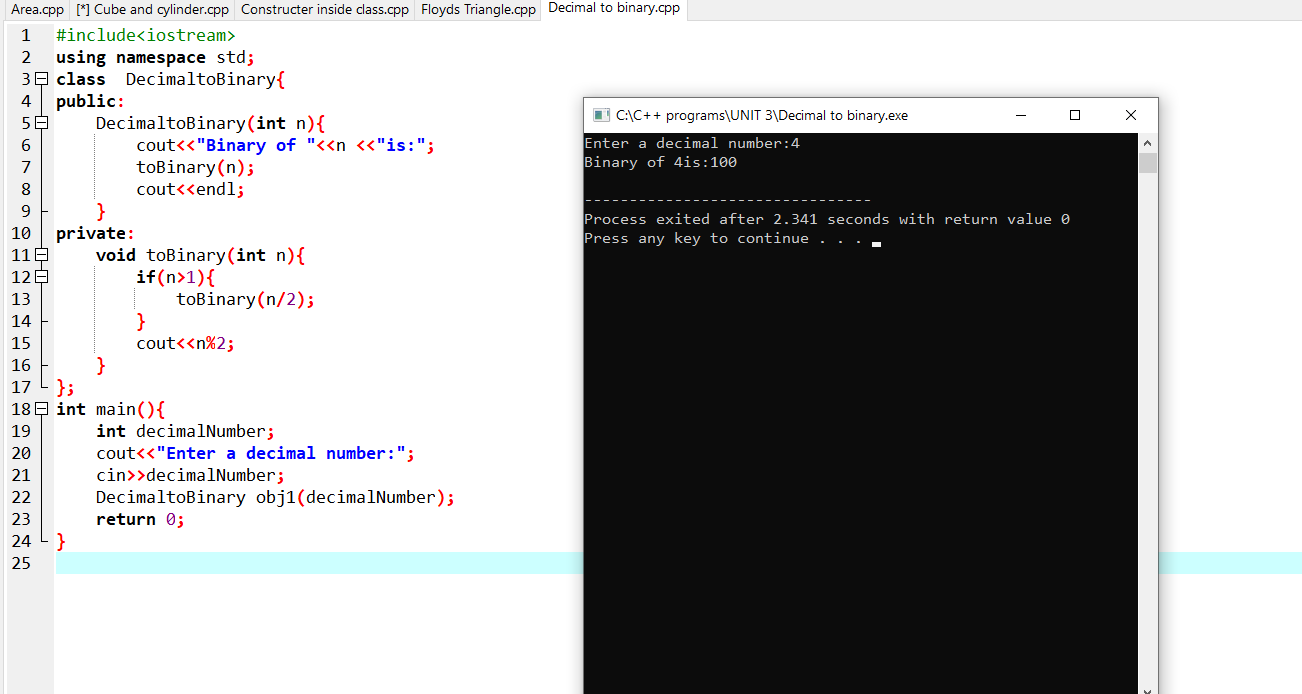 Area.cpp [*] Cube and cylinder.cpp Constructer inside class.cpp Floyds Triangle.cpp Decimal to binary.cpp
1 #include<iostream>
2 using namespace std;
3 class  DecimaltoBinary{
4 public:
5     DecimaltoBinary(int n){
6         cout<<"Binary of "<<n <<"is:";
7         toBinary(n);
8         cout<<endl;
9     }
10 private:
11     void toBinary(int n){
12         if(n>1){
13             toBinary(n/2);
14         }
15         cout<<n%2;
16     }
17 };
18 int main(){
19     int decimalNumber;
20     cout<<"Enter a decimal number:";
21     cin>>decimalNumber;
22     DecimaltoBinary obj1(decimalNumber);
23     return 0;
24 }
25
C:\C++ programs\UNIT 3\Decimal to binary.exe
Enter a decimal number:4
Binary of 4is:100
--------------------------------
Process exited after 2.341 seconds with return value 0
Press any key to continue . . .